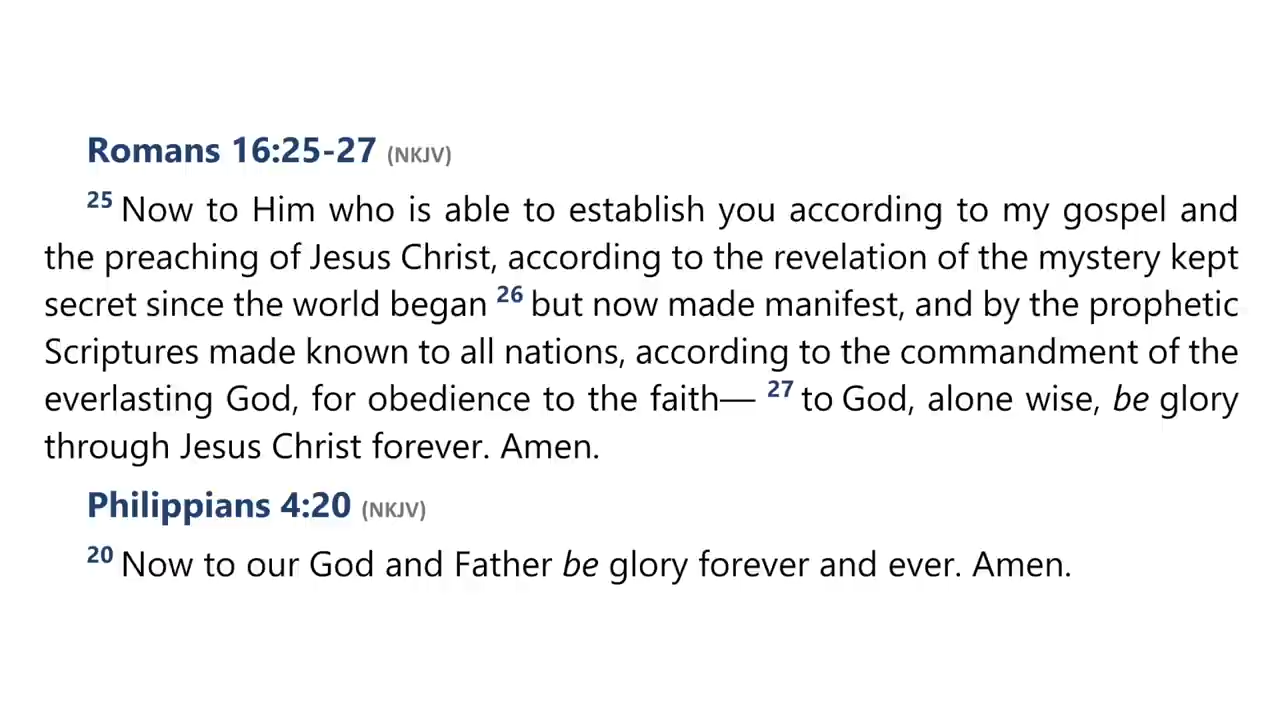 Romans 16:25-27 (NKJV)
25 Now to Him who is able to establish you according to my gospel and
the preaching of Jesus Christ, according to the revelation of the mystery kept
secret since the world began 26 but now made manifest, and by the prophetic
Scriptures made known to all nations, according to the commandment of the
everlasting God, for obedience to the faith— 27 to God, alone wise, be glory
through Jesus Christ forever. Amen.
Philippians 4:20 (NKJV)
20 Now to our God and Father be glory forever and ever. Amen.